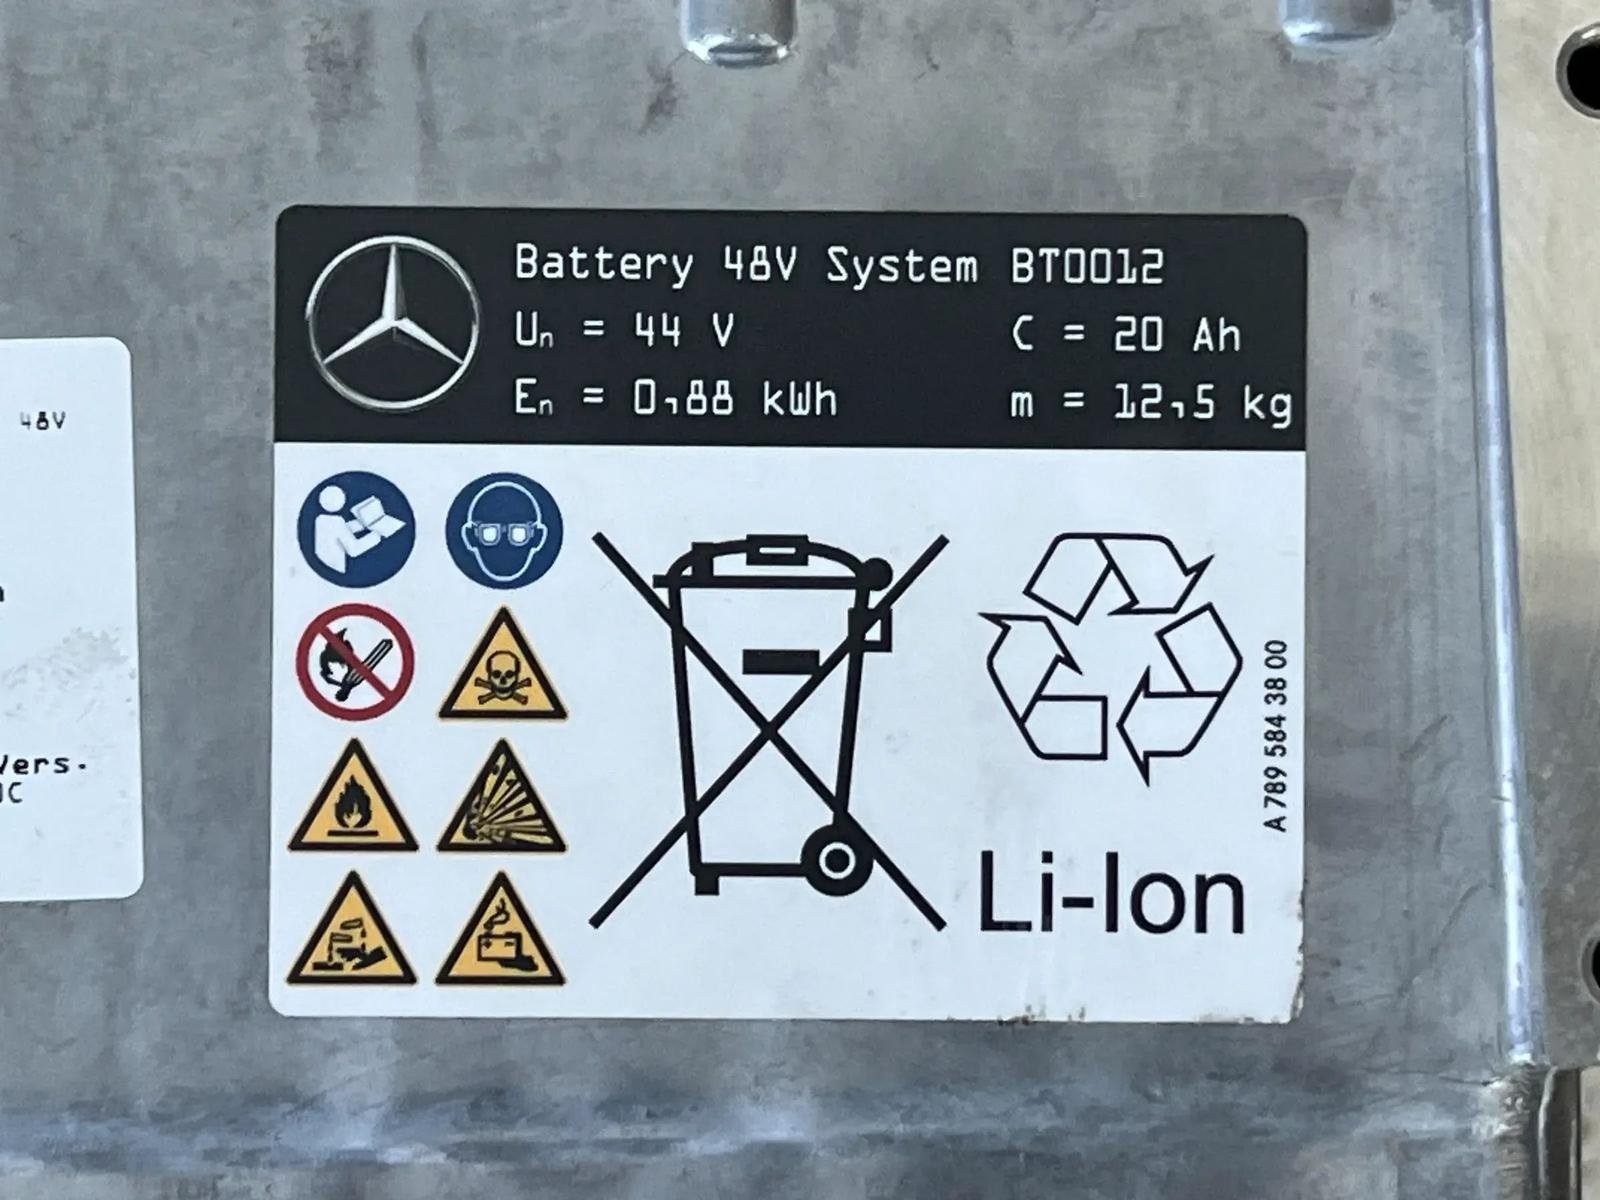 Battery 48V System BT0012
Un = 44 V C = 20 Ah
En = 0,88 kWh m = 12,5 kg
48V
Vers.
A 789 584 38 00
Li-Ion